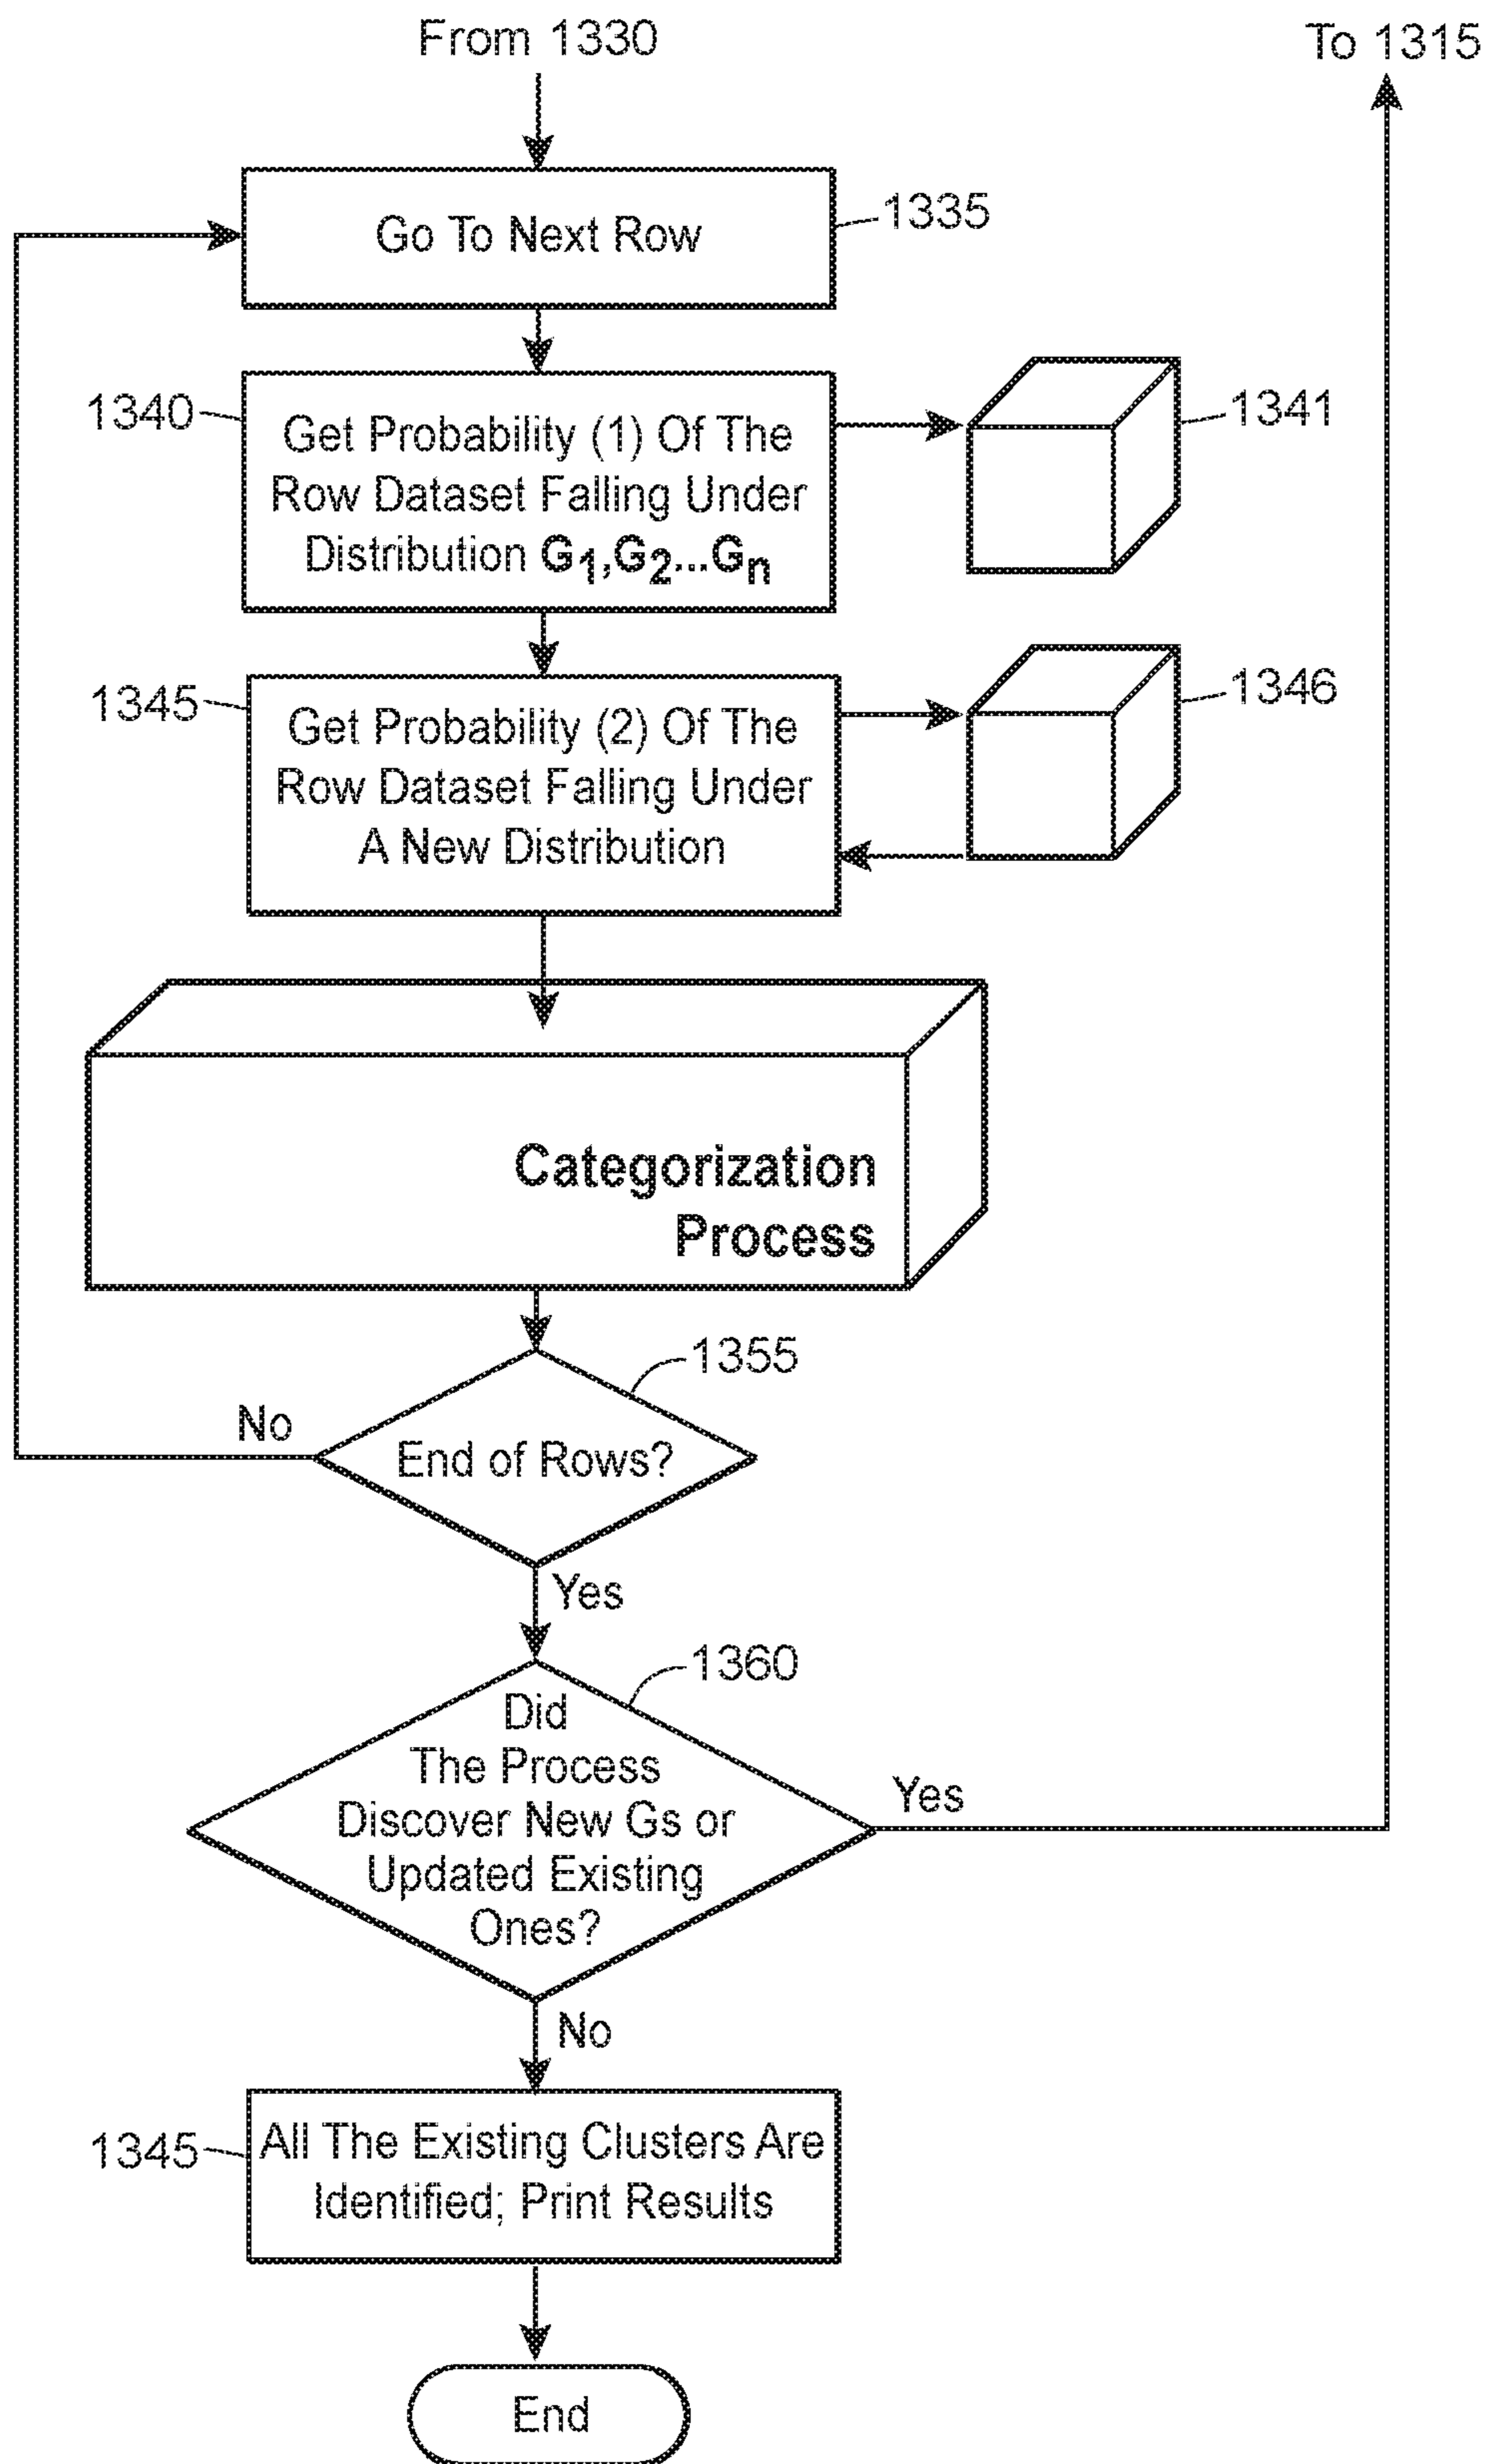 From 1330
To 1315
Go To Next Row
1335
1340
Get Probability (1) Of The
Row Dataset Falling Under
Distribution G1,G2...Gn
1341
1345
Get Probability (2) Of The
Row Dataset Falling Under
A New Distribution
1346
Categorization
Process
1355
No
End of Rows?
Yes
1360
Did
The Process
Discover New Gs or
Updated Existing
Ones?
Yes
No
1345
All The Existing Clusters Are
Identified; Print Results
End